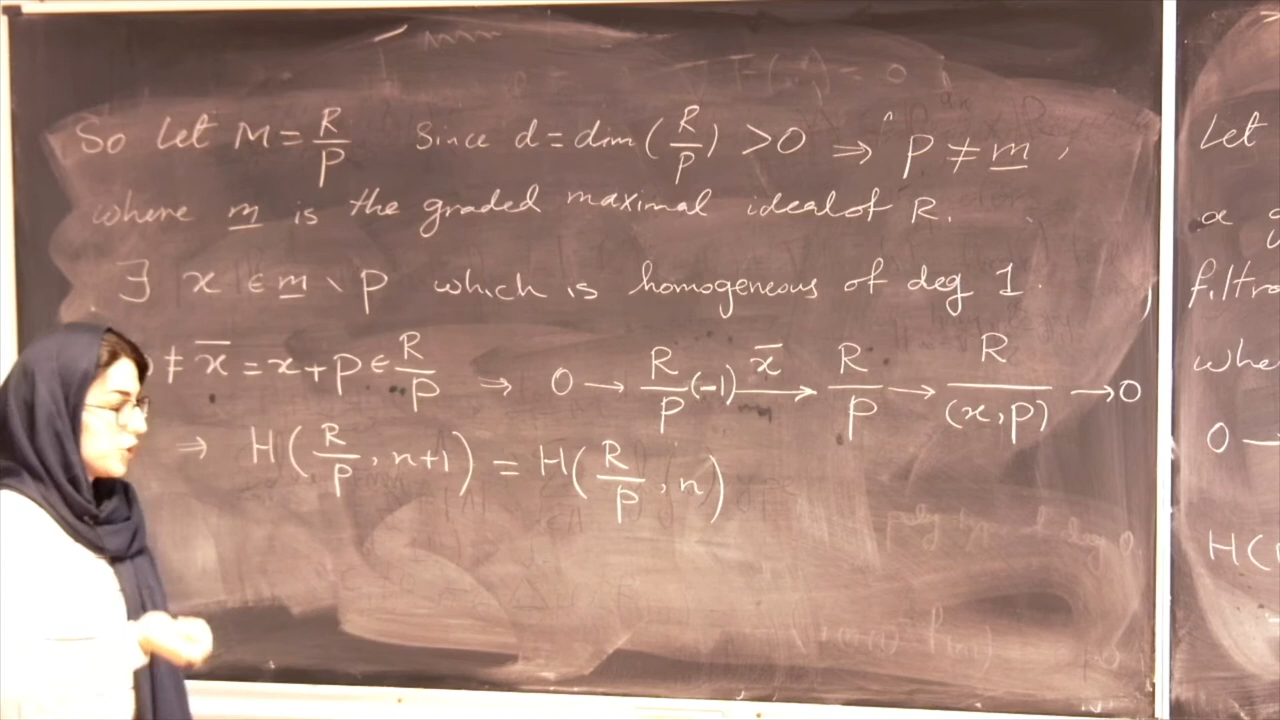 So let M = R/P Since d = dim(R/P) > 0 ⇒ P ≠ m,
where m is the graded maximal ideal of R.
∃ x ∈ m \ P which is homogeneous of deg 1.
≠ x̄ = x + P ∈ R/P ⇒ 0 → R/P(-1) —x̄→ R/P → R/(x, P) → 0
⇒ H(R/P, n+1) = H(R/P, n)
Let
a
filtr
whe
0 —
H(